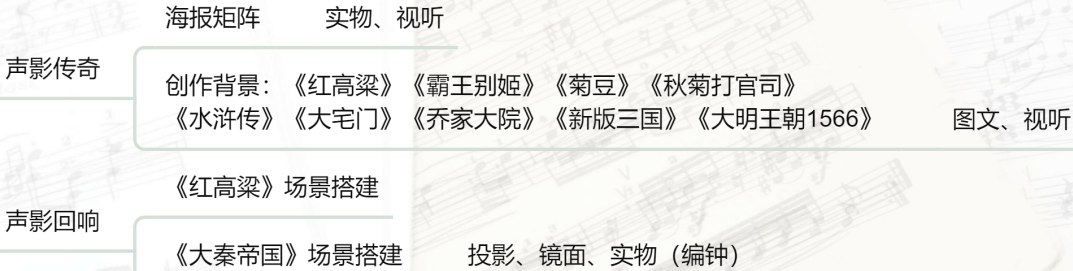 海报矩阵 实物、视听
声影传奇
创作背景：《红高粱》《霸王别姬》《菊豆》《秋菊打官司》
《水浒传》《大宅门》《乔家大院》《新版三国》《大明王朝1566》 图文、视听
《红高粱》场景搭建
声影回响
《大秦帝国》场景搭建 投影、镜面、实物（编钟）